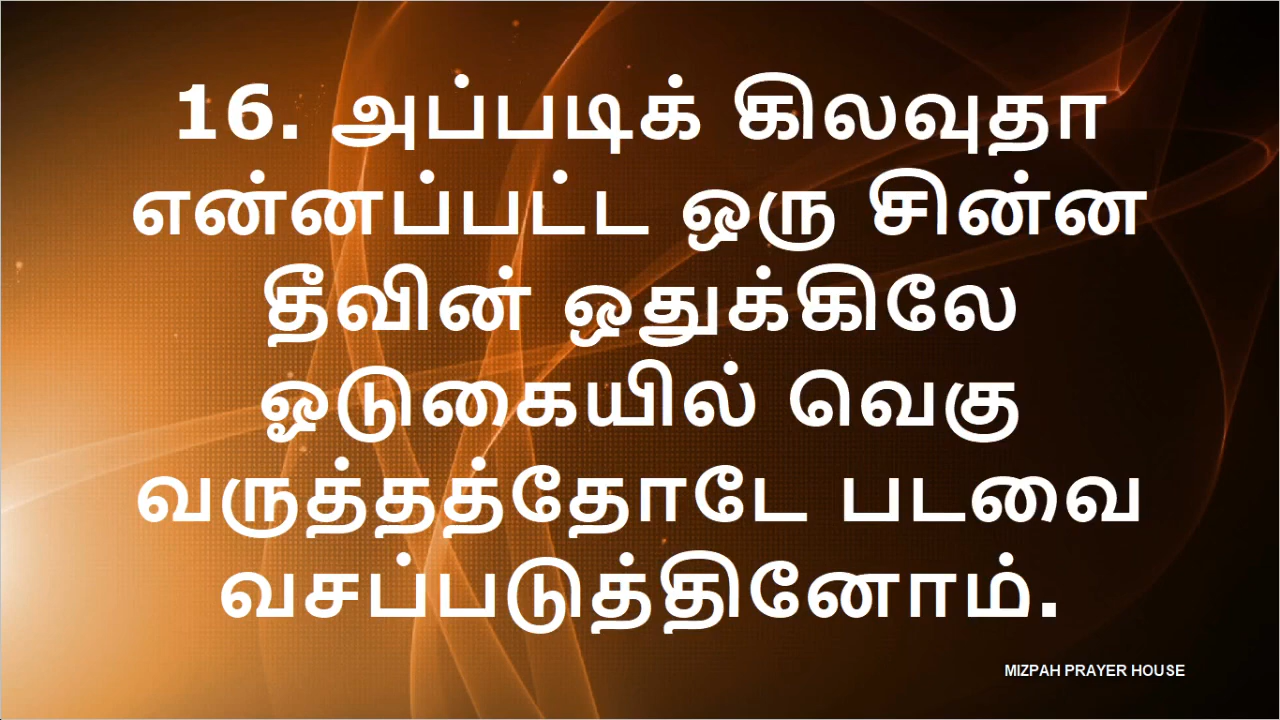 16. அப்படிக் கிலவுதா
என்னப்பட்ட ஒரு சின்ன
தீவின் ஒதுக்கிலே
ஓடுகையில் வெகு
வருத்தத்தோடே படவை
வசப்படுத்தினோம்.
MIZPAH PRAYER HOUSE